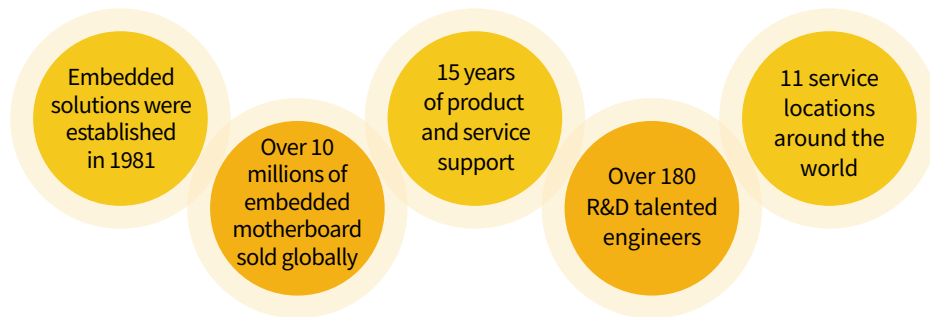 Embedded
solutions were
established
in 1981
Over 10
millions of
embedded
motherboard
sold globally
15 years
of product
and service
support
Over 180
R&D talented
engineers
11 service
locations
around the
world